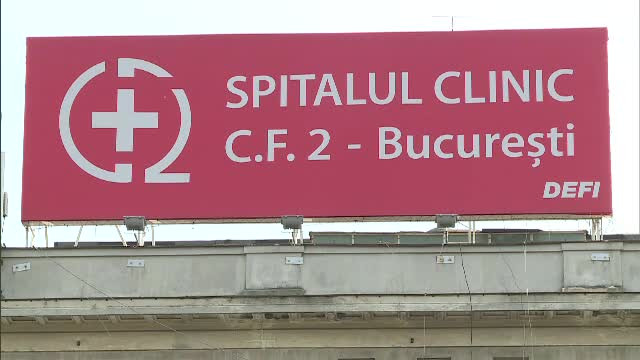 SPITALUL CLINIC
C.F. 2 - București
DEFI